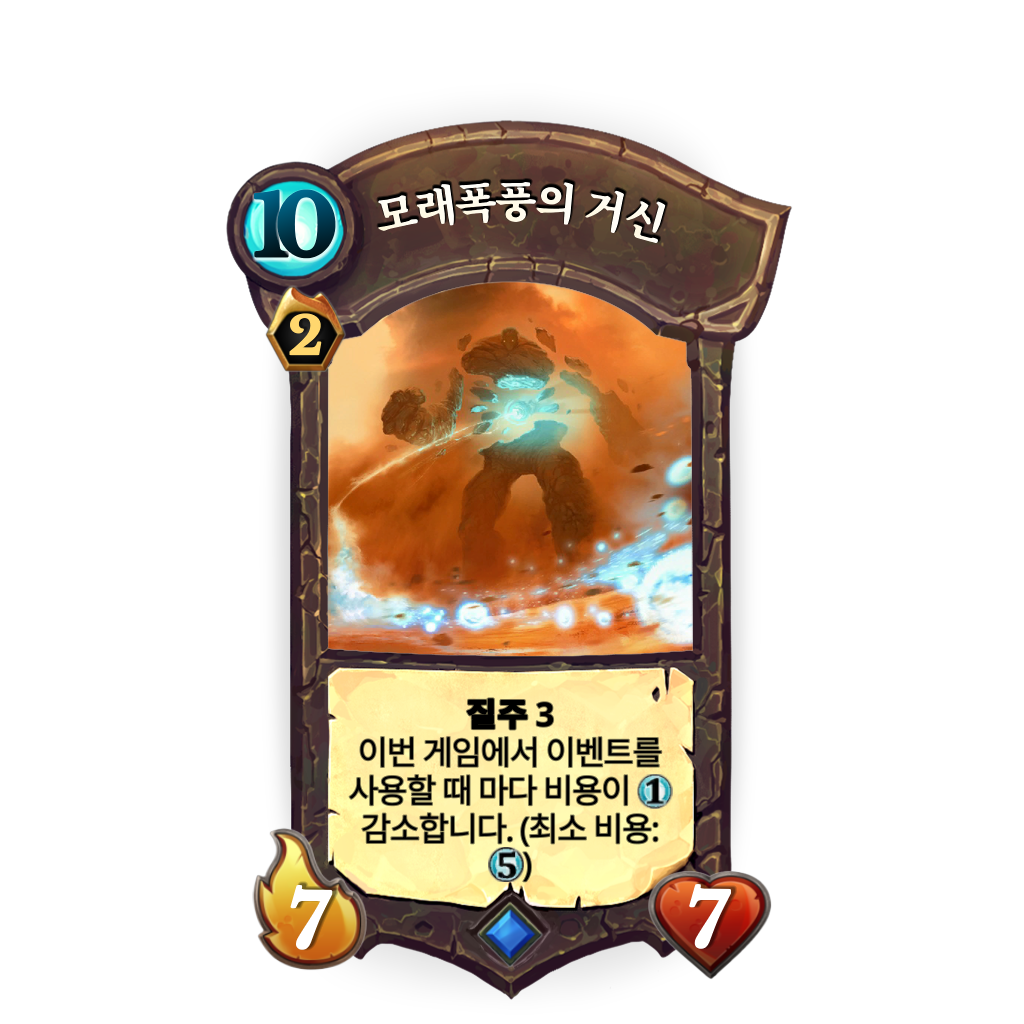 10
모래폭풍의 거신
2
질주 3
이번 게임에서 이벤트를
사용할 때 마다 비용이 1
감소합니다. (최소 비용:
5)
7
7